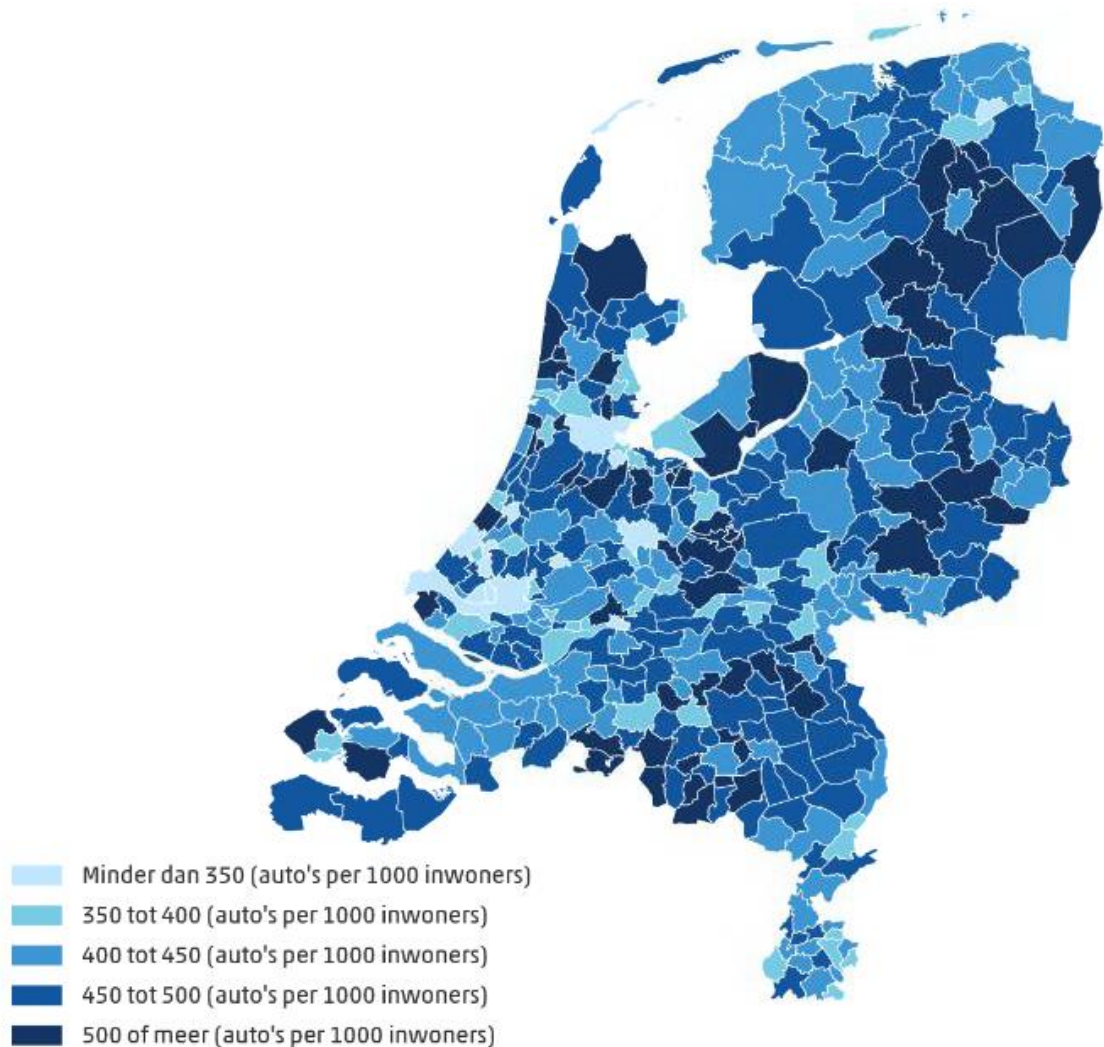 Minder dan 350 (auto's per 1000 inwoners)
350 tot 400 (auto's per 1000 inwoners)
400 tot 450 (auto's per 1000 inwoners)
450 tot 500 (auto's per 1000 inwoners)
500 of meer (auto's per 1000 inwoners)